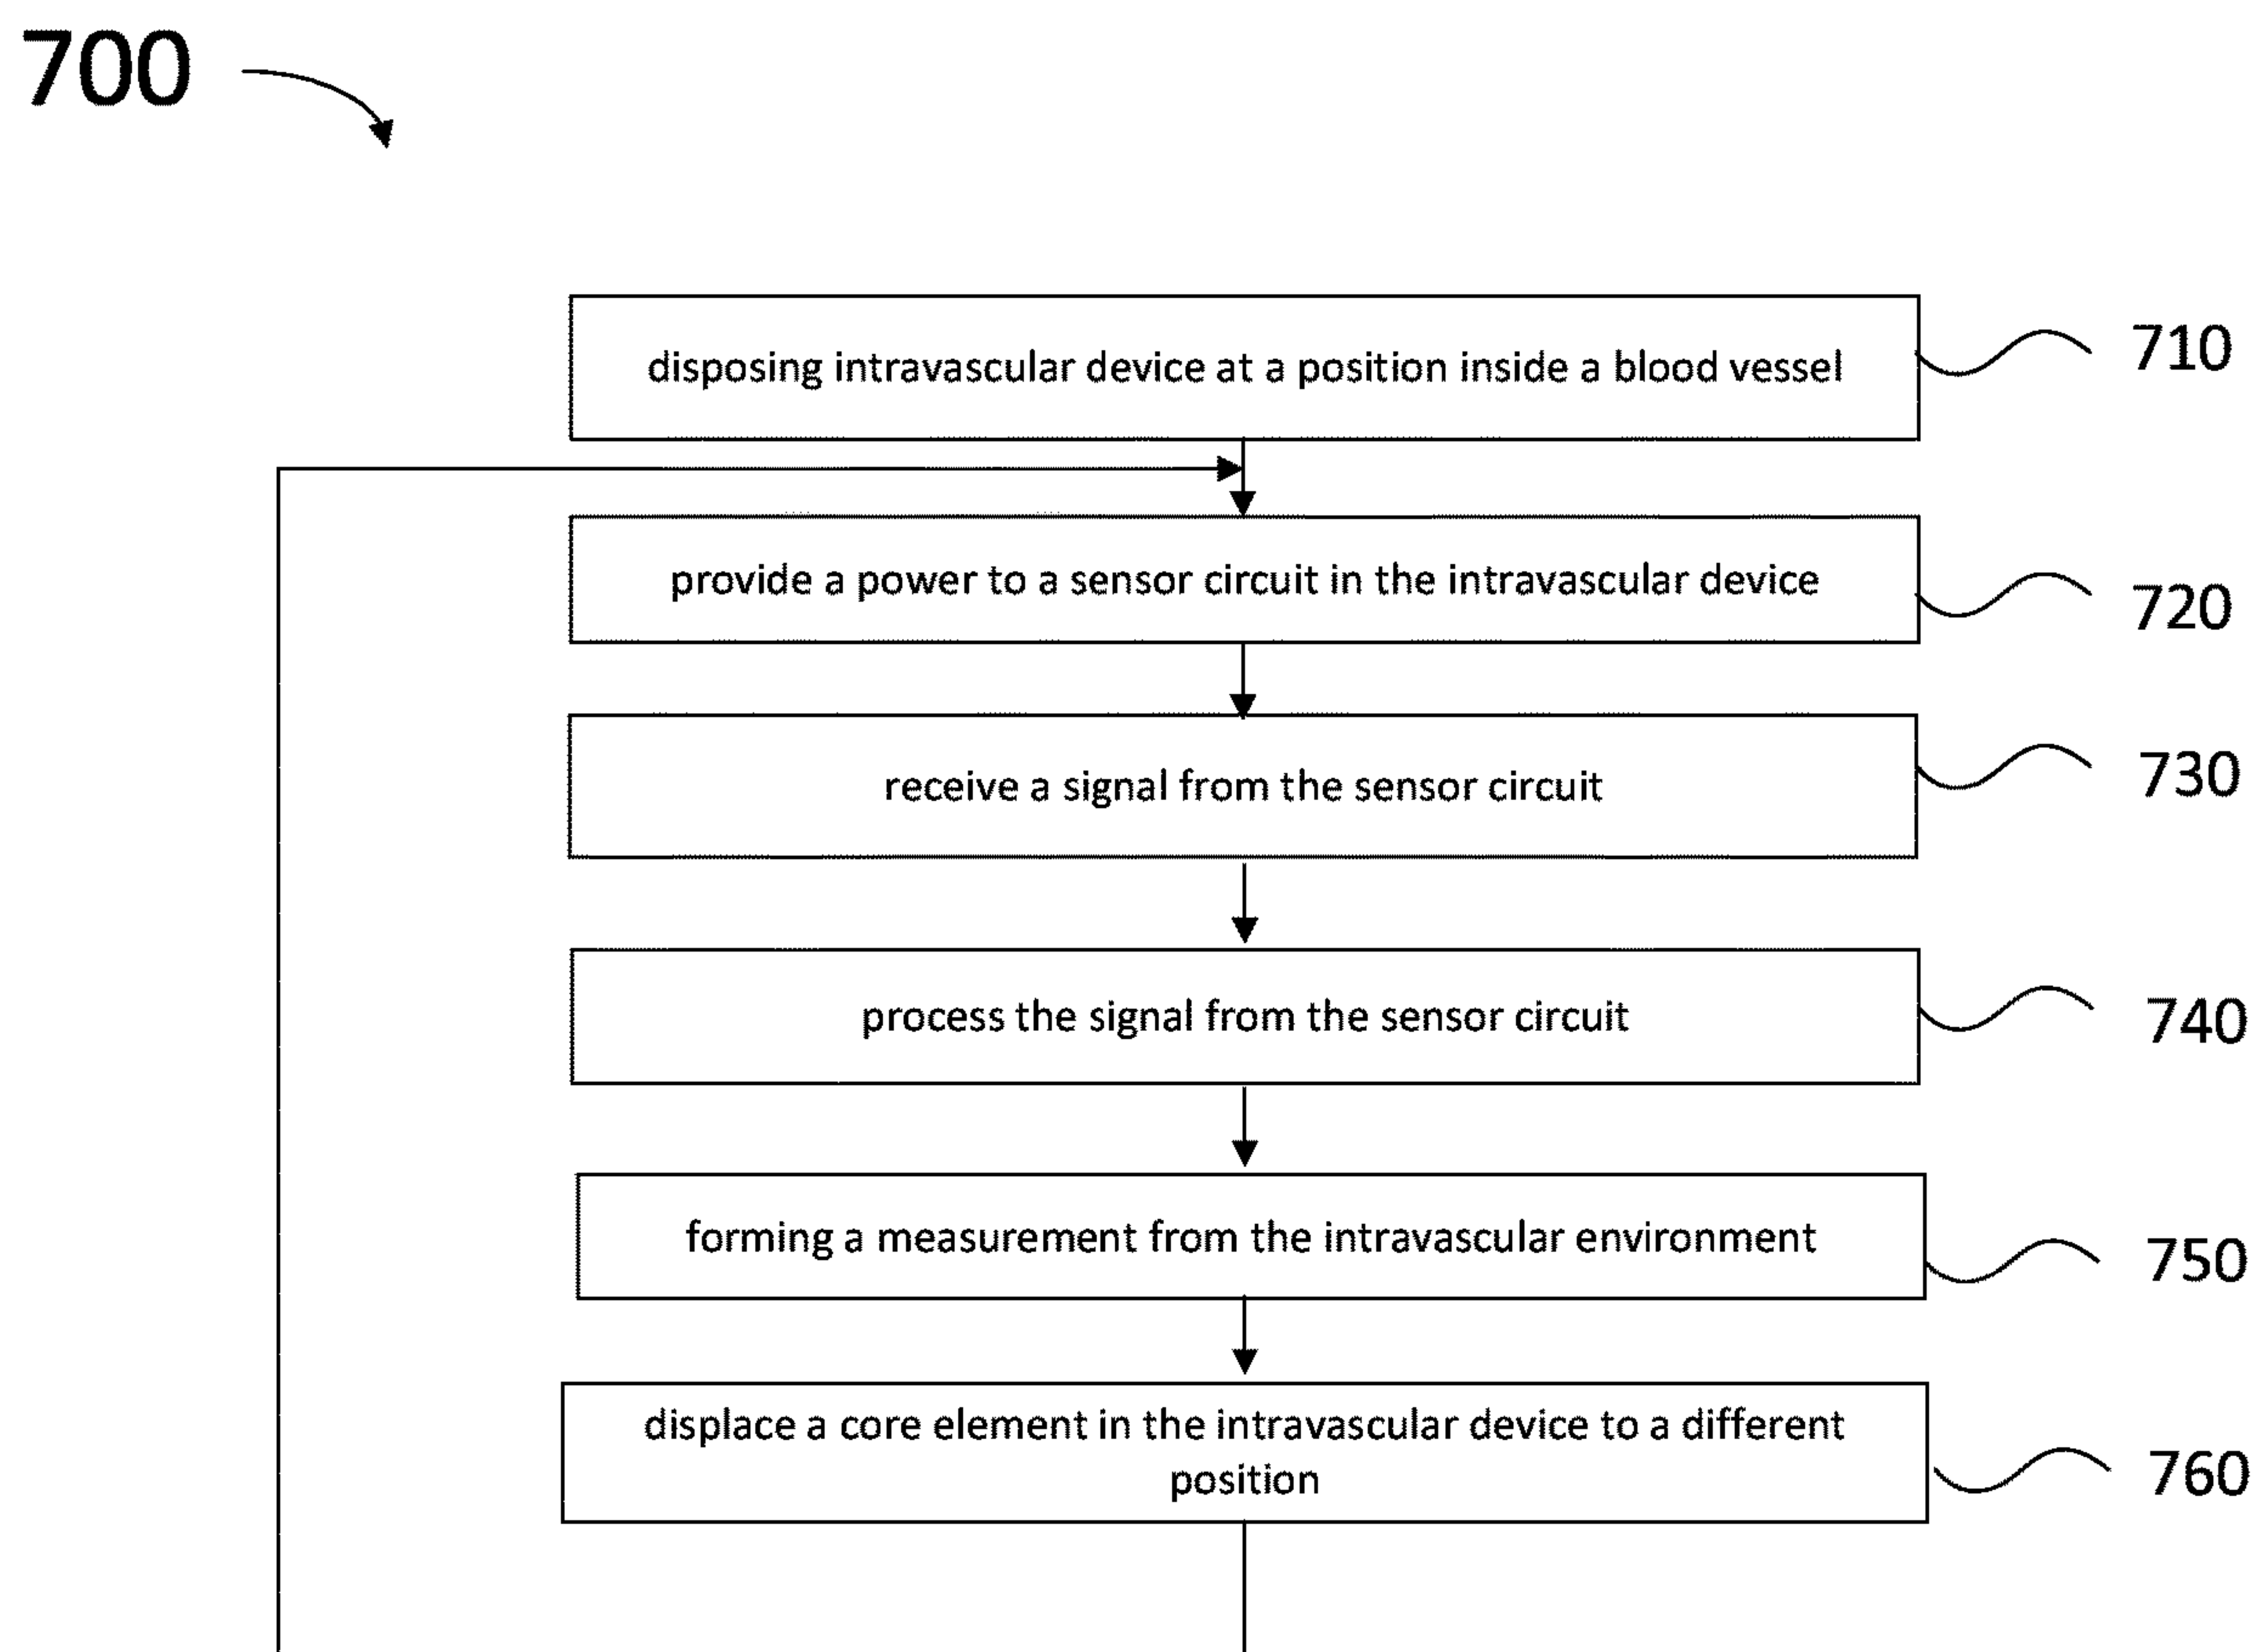 700
disposing intravascular device at a position inside a blood vessel
710
provide a power to a sensor circuit in the intravascular device
720
receive a signal from the sensor circuit
730
process the signal from the sensor circuit
740
forming a measurement from the intravascular environment
750
displace a core element in the intravascular device to a different
position
760